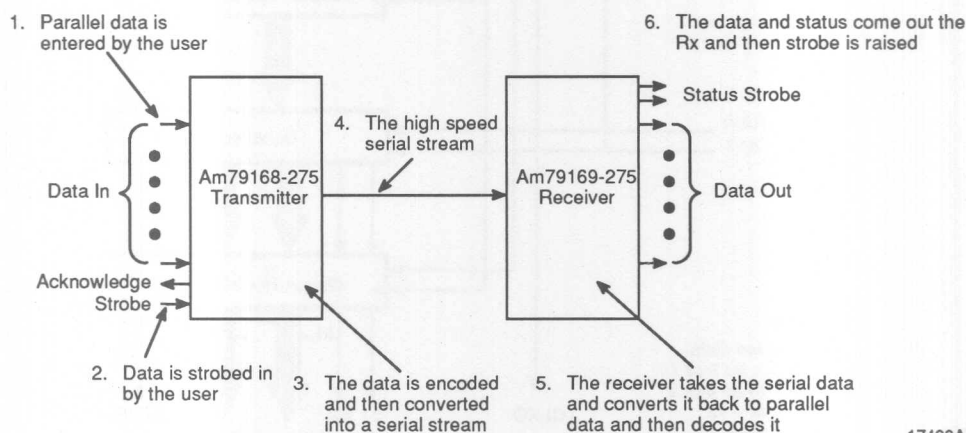 1. Parallel data is
entered by the user
6. The data and status come out the
Rx and then strobe is raised
Status Strobe
4. The high speed
serial stream
Data In
Am79168-275
Transmitter
Am79169-275
Receiver
Data Out
Acknowledge
Strobe
2. Data is strobed in
by the user
3. The data is encoded
and then converted
into a serial stream
5. The receiver takes the serial data
and converts it back to parallel
data and then decodes it